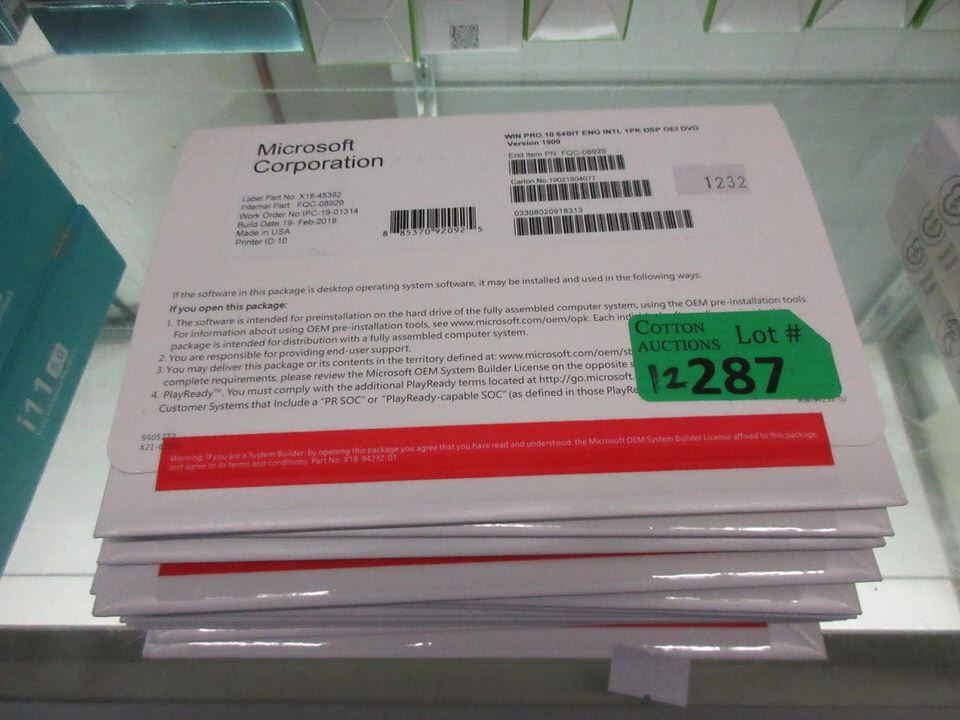 Microsoft
Corporation
Label Part No X18-45392
Internal Part FQC-08929
Work Order No:IPC-19-01314
Build Date:19- Feb-2019
Made in USA
Printer ID:10
8 85370 92092 5
WIN PRO 10 64BIT ENG INTL 1PK DSP OEI DVD
Version 1909
End Item PN FQC-08929
Carton No 19021804077
03308020918313
1232
If the software in this package is desktop operating system software, it may be installed and used in the following ways:
If you open this package:
1. The software is intended for preinstallation on the hard drive of the fully assembled computer system, using the OEM pre-installation tools.
For information about using OEM pre-installation tools, see www.microsoft.com/oem/opk. Each
package is intended for distribution with a fully assembled computer system.
2. You are responsible for providing end-user support.
3. You may deliver this package or its contents in the territory defined at: www.microsoft.com/oem/
complete requirements, please review the Microsoft OEM System Builder License on the opposite
4. PlayReady™. You must comply with the additional PlayReady terms located at http://go.microsoft.
Customer Systems that Include a "PR SOC" or "PlayReady-capable SOC" (as defined in those
COTTON
AUCTIONS
Lot #
12287
Warning: If you are a System Builder: by opening this package you agree that you have read and understood the Microsoft OEM System Builder License affixed to this package
and agree to its terms and conditions. Part No. X18-94232-01
i11